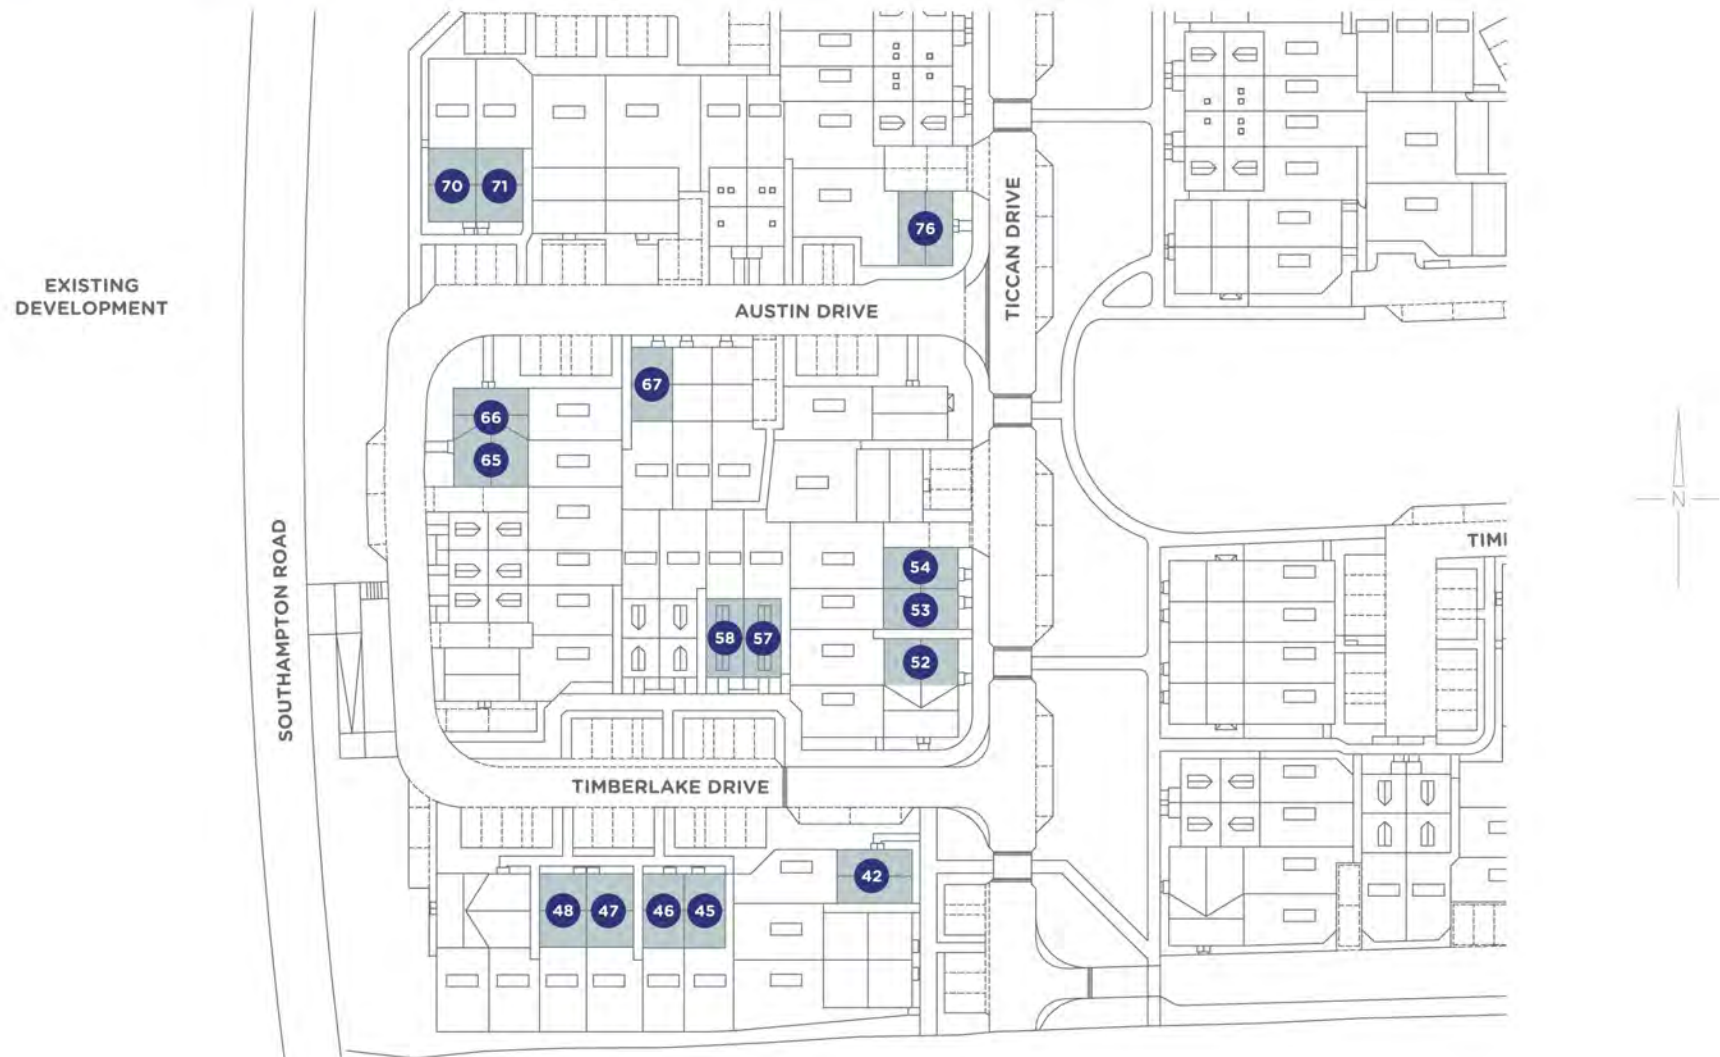 70
71
76
TICCAN DRIVE
EXISTING
DEVELOPMENT
AUSTIN DRIVE
67
66
65
N
SOUTHAMPTON ROAD
TIMI
54
53
58
57
52
TIMBERLAKE DRIVE
42
48
47
46
45